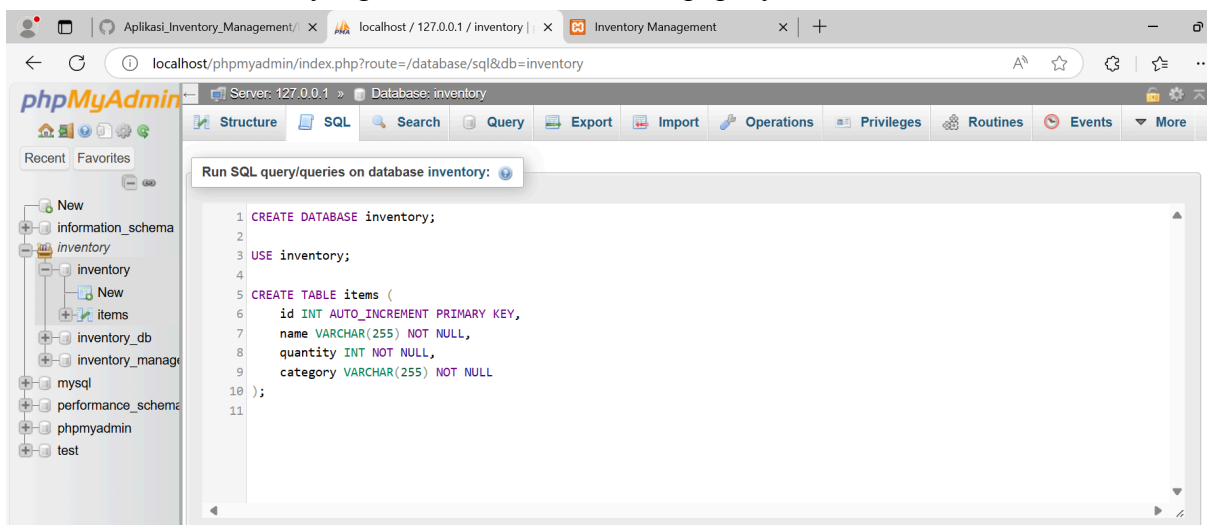 Aplikasi_Inventory_Management/
localhost / 127.0.0.1 / inventory |
Inventory Management
localhost/phpmyadmin/index.php?route=/database/sql&db=inventory
phpMyAdmin
Recent Favorites
New
information_schema
inventory
inventory
New
items
inventory_db
inventory_manage
mysql
performance_schema
phpmyadmin
test
Server: 127.0.0.1 » Database: inventory
Structure SQL Search Query Export Import Operations Privileges Routines Events More
Run SQL query/queries on database inventory:
1 CREATE DATABASE inventory;
2
3 USE inventory;
4
5 CREATE TABLE items (
6 id INT AUTO_INCREMENT PRIMARY KEY,
7 name VARCHAR(255) NOT NULL,
8 quantity INT NOT NULL,
9 category VARCHAR(255) NOT NULL
10 );
11